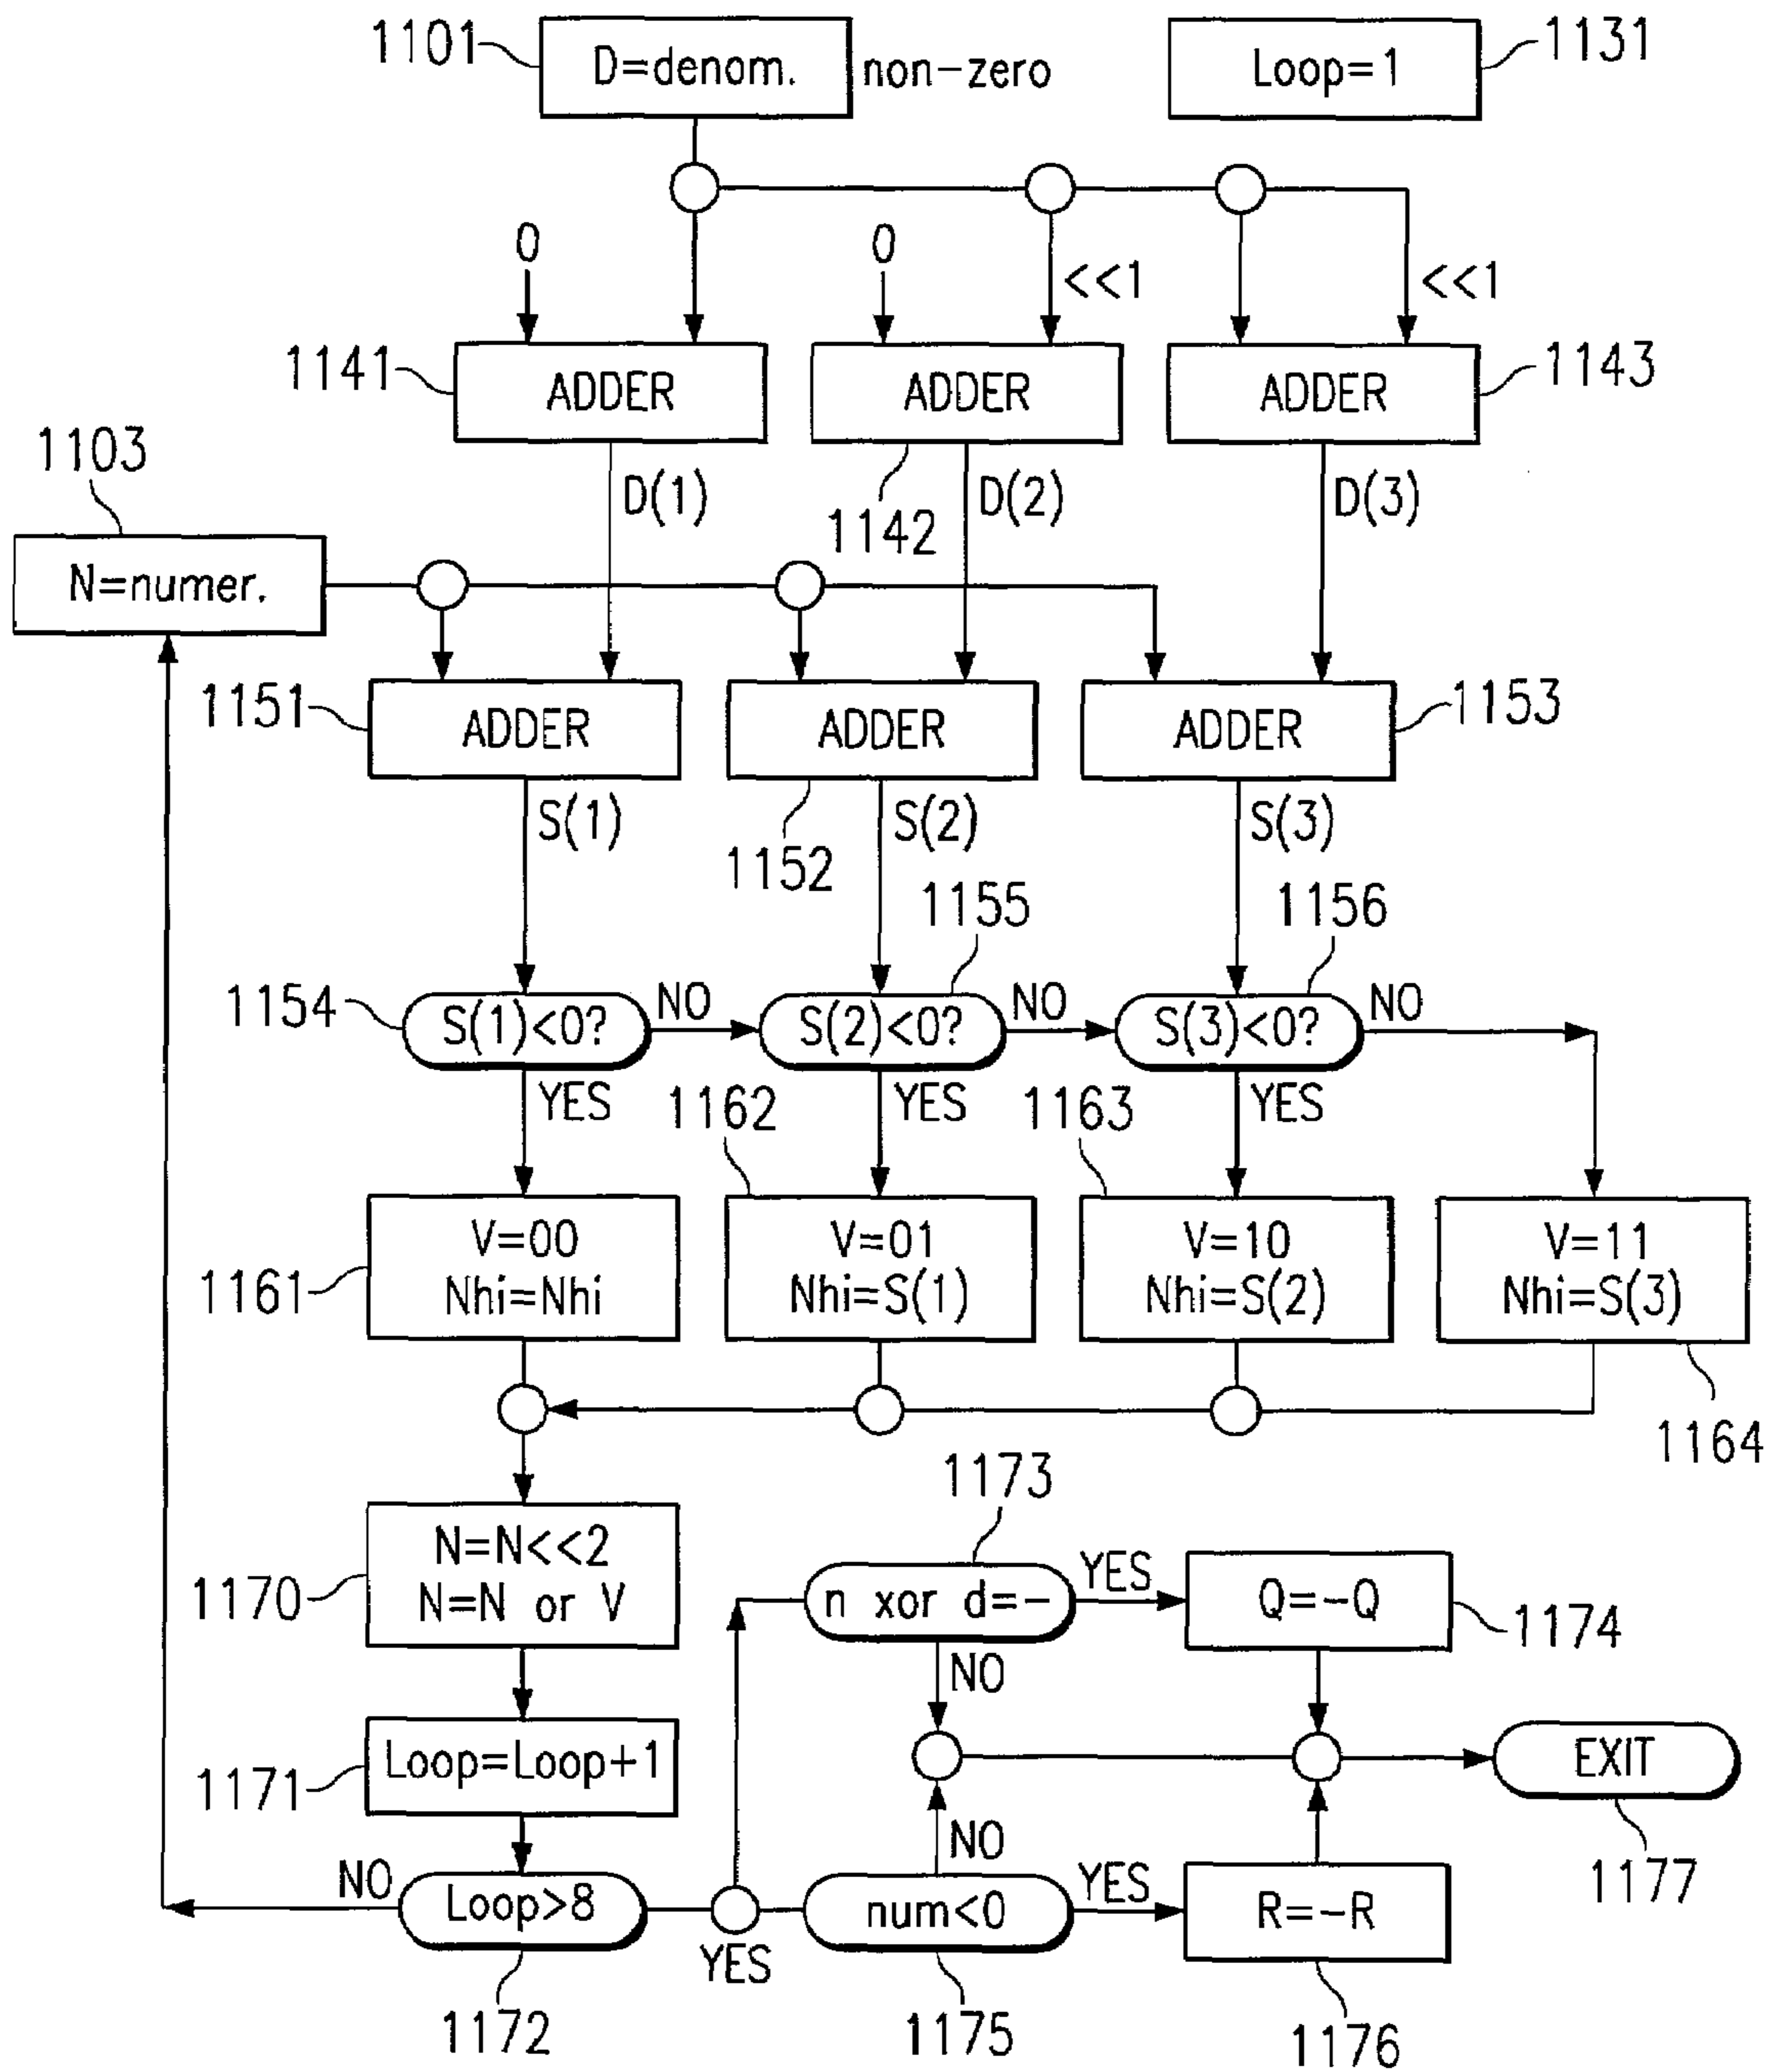 1101
D=denom.
non-zero
Loop=1
1131
0
0
<<1
<<1
1141
ADDER
ADDER
ADDER
1143
1103
D(1)
1142
D(2)
D(3)
N=numer.
1151
ADDER
ADDER
ADDER
1153
S(1)
1152
S(2)
S(3)
1155
1156
1154
S(1)<0?
NO
S(2)<0?
NO
S(3)<0?
NO
YES
1162
YES
1163
YES
1161
V=00
Nhi=Nhi
V=01
Nhi=S(1)
V=10
Nhi=S(2)
V=11
Nhi=S(3)
1164
1173
1170
N=N<<2
N=N or V
n xor d=-
YES
Q=-Q
1174
NO
1171
Loop=Loop+1
EXIT
1177
NO
NO
Loop>8
YES
num<0
YES
R=-R
1172
1175
1176